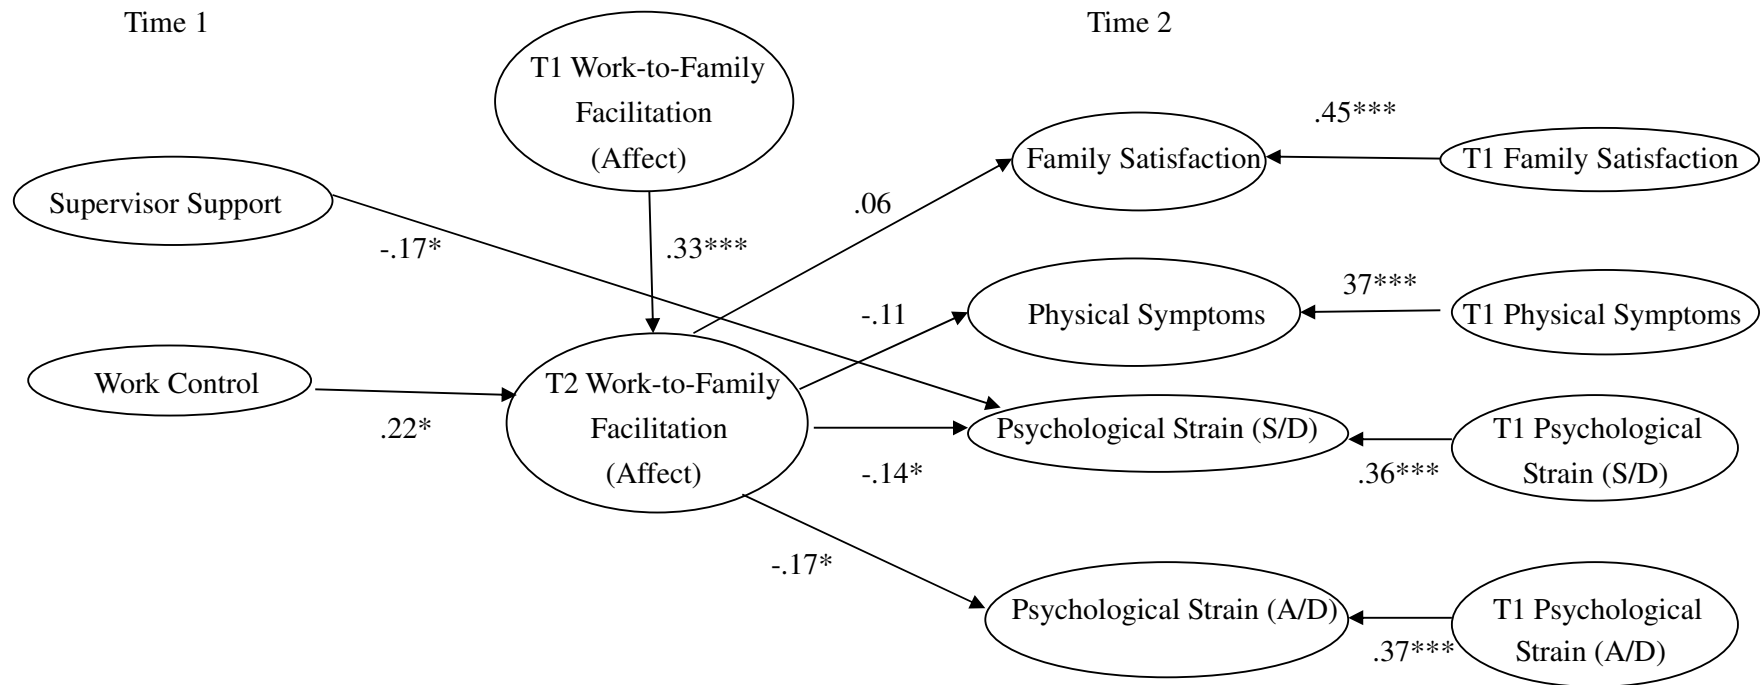 Time 1
Time 2
T1 Work-to-Family
Facilitation
(Affect)
.45***
Family Satisfaction
T1 Family Satisfaction
Supervisor Support
.06
-.17*
.33***
37***
-.11
Physical Symptoms
T1 Physical Symptoms
Work Control
T2 Work-to-Family
Facilitation
(Affect)
.22*
Psychological Strain (S/D)
T1 Psychological
Strain (S/D)
-.14*
.36***
-.17*
Psychological Strain (A/D)
T1 Psychological
Strain (A/D)
.37***